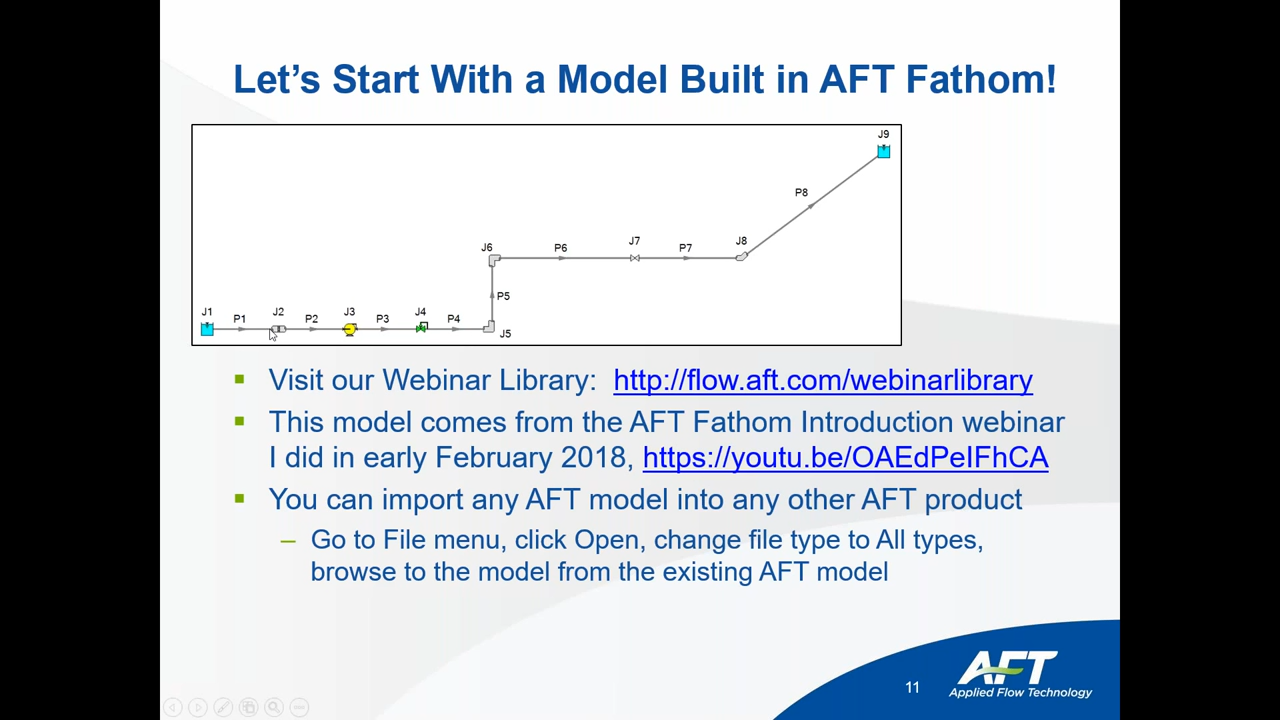 Let's Start With a Model Built in AFT Fathom!
J9
P8
J6
P6
J7
P7
J8
P5
J1
P1
J2
P2
J3
P3
J4
P4
J5
Visit our Webinar Library: http://flow.aft.com/webinarlibrary
This model comes from the AFT Fathom Introduction webinar
I did in early February 2018, https://youtu.be/OAEdPeIFhCA
You can import any AFT model into any other AFT product
– Go to File menu, click Open, change file type to All types,
browse to the model from the existing AFT model
11
AFT
Applied Flow Technology